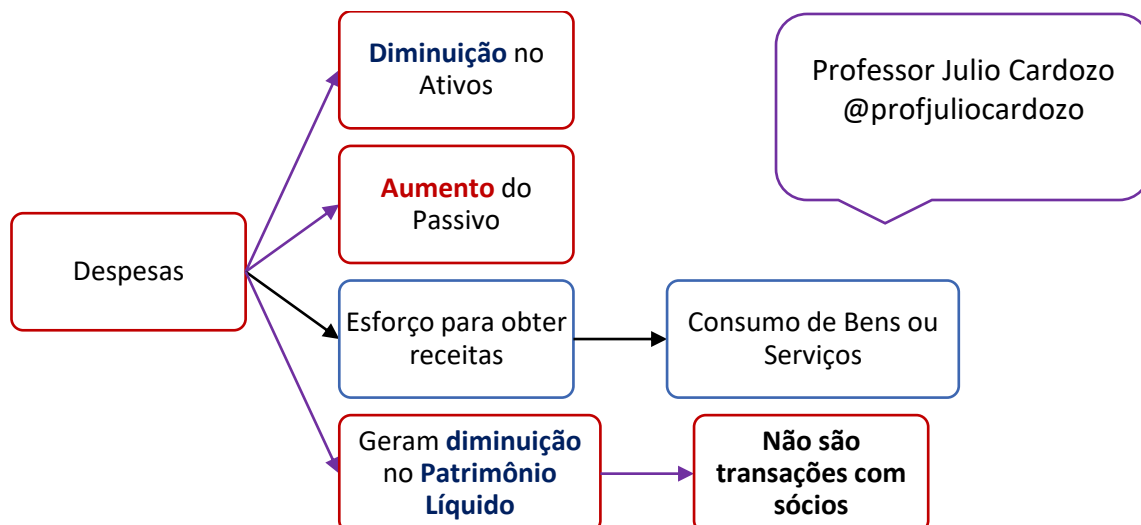 Diminuição no
Ativos
Professor Julio Cardozo
@profjuliocardozo
Aumento do
Passivo
Despesas
Esforço para obter
receitas
Consumo de Bens ou
Serviços
Geram diminuição
no Patrimônio
Líquido
Não são
transações com
sócios